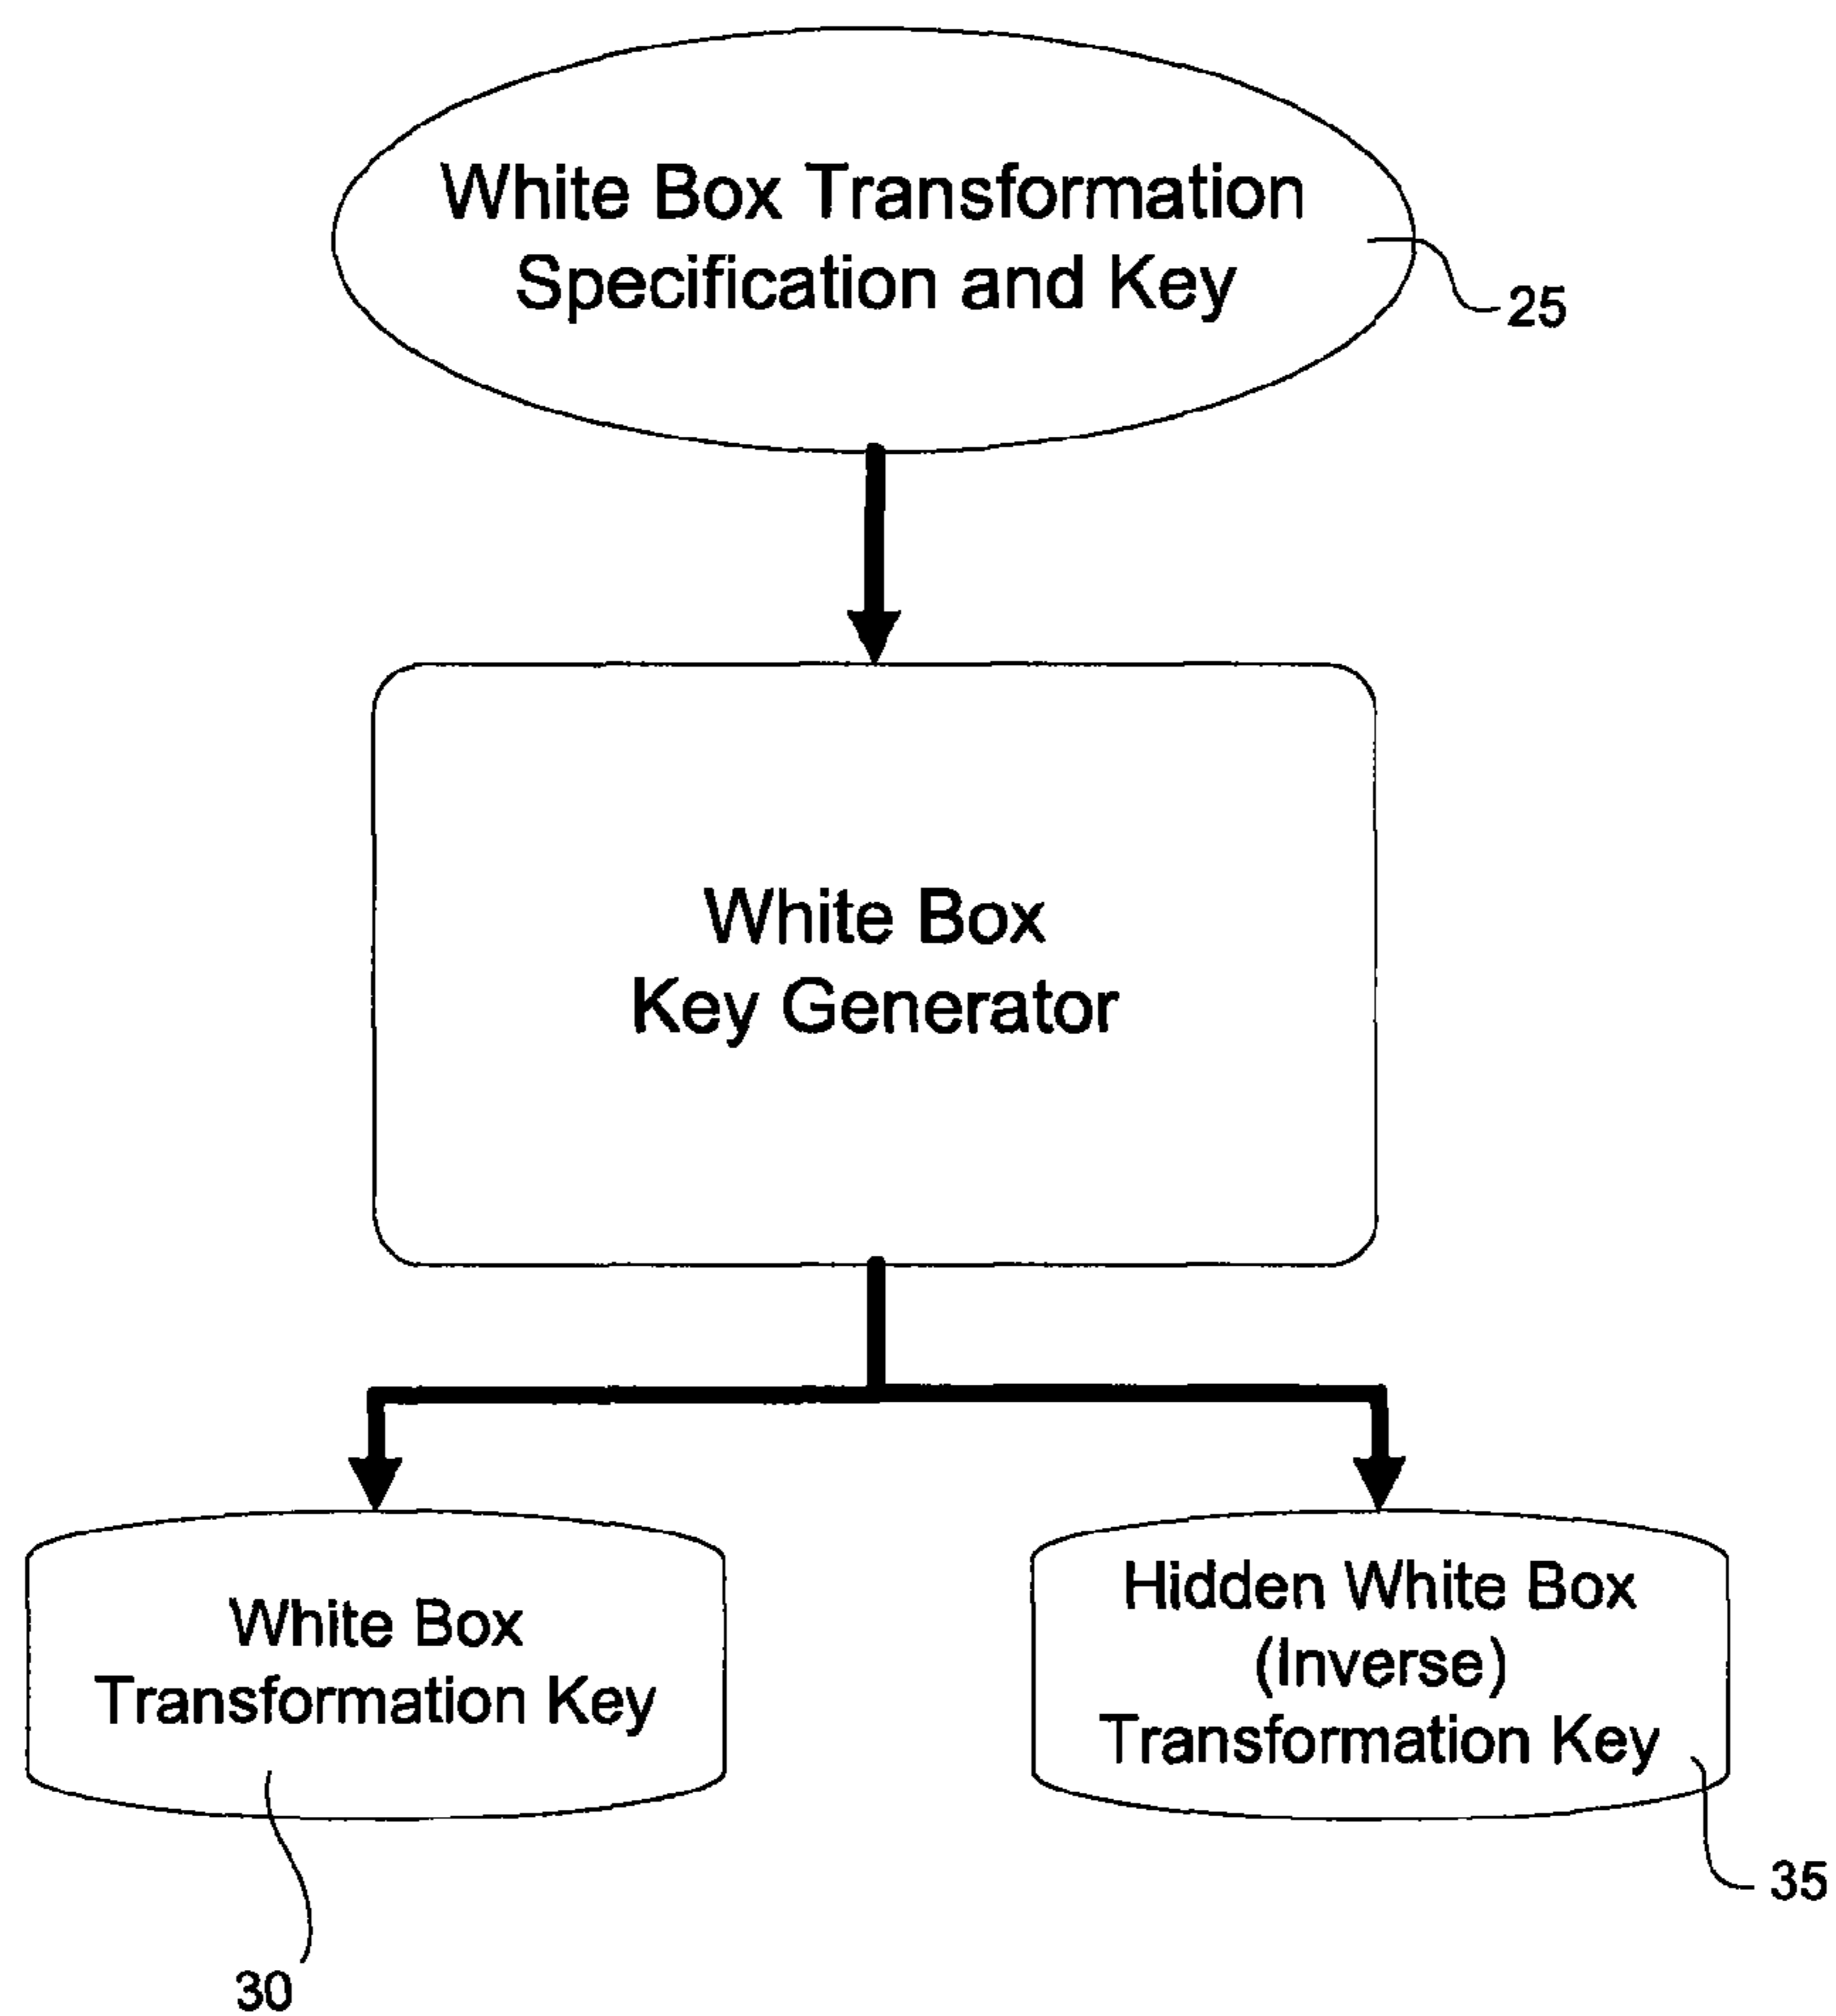 White Box Transformation
Specification and Key
25
White Box
Key Generator
White Box
Transformation Key
Hidden White Box
(Inverse)
Transformation Key
35
30